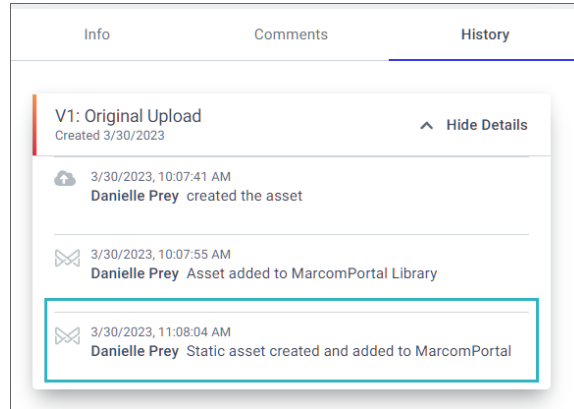 Info
Comments
History
V1: Original Upload
Created 3/30/2023
Hide Details
3/30/2023, 10:07:41 AM
Danielle Prey created the asset
3/30/2023, 10:07:55 AM
Danielle Prey Asset added to MarcomPortal Library
3/30/2023, 11:08:04 AM
Danielle Prey Static asset created and added to MarcomPortal